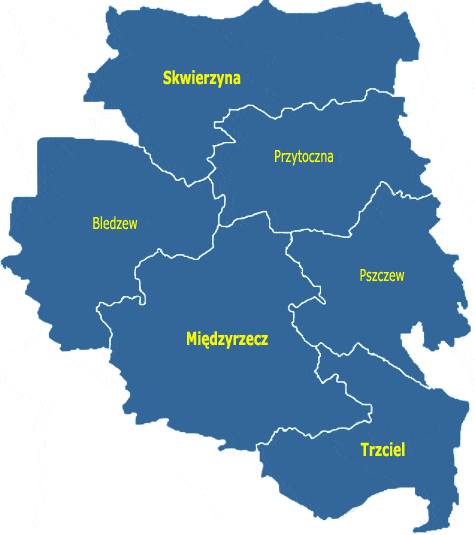 Skwierzyna
Przytoczna
Bledzew
Pszczew
Międzyrzecz
Trzciel